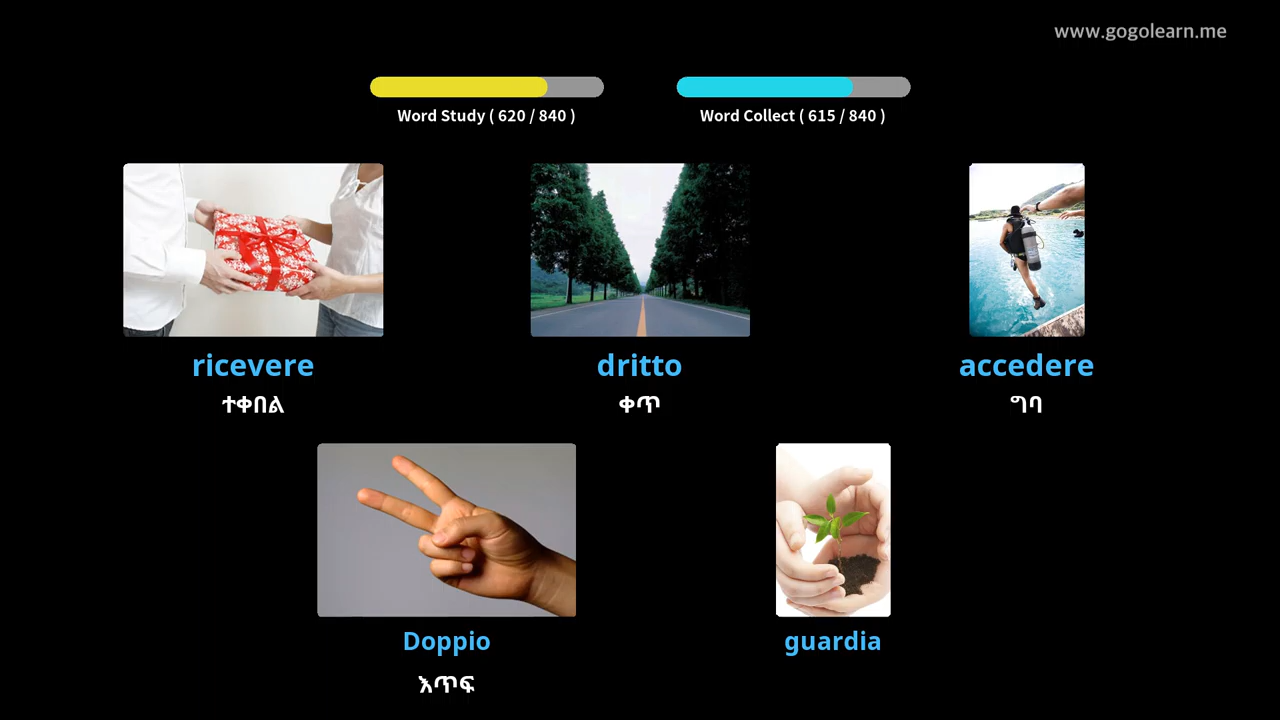 www.gogolearn.me
Word Study ( 620 / 840 )
Word Collect ( 615 / 840 )
ricevere
ተቀበል
dritto
ቀጥ
accedere
ግባ
Doppio
እጥፍ
guardia